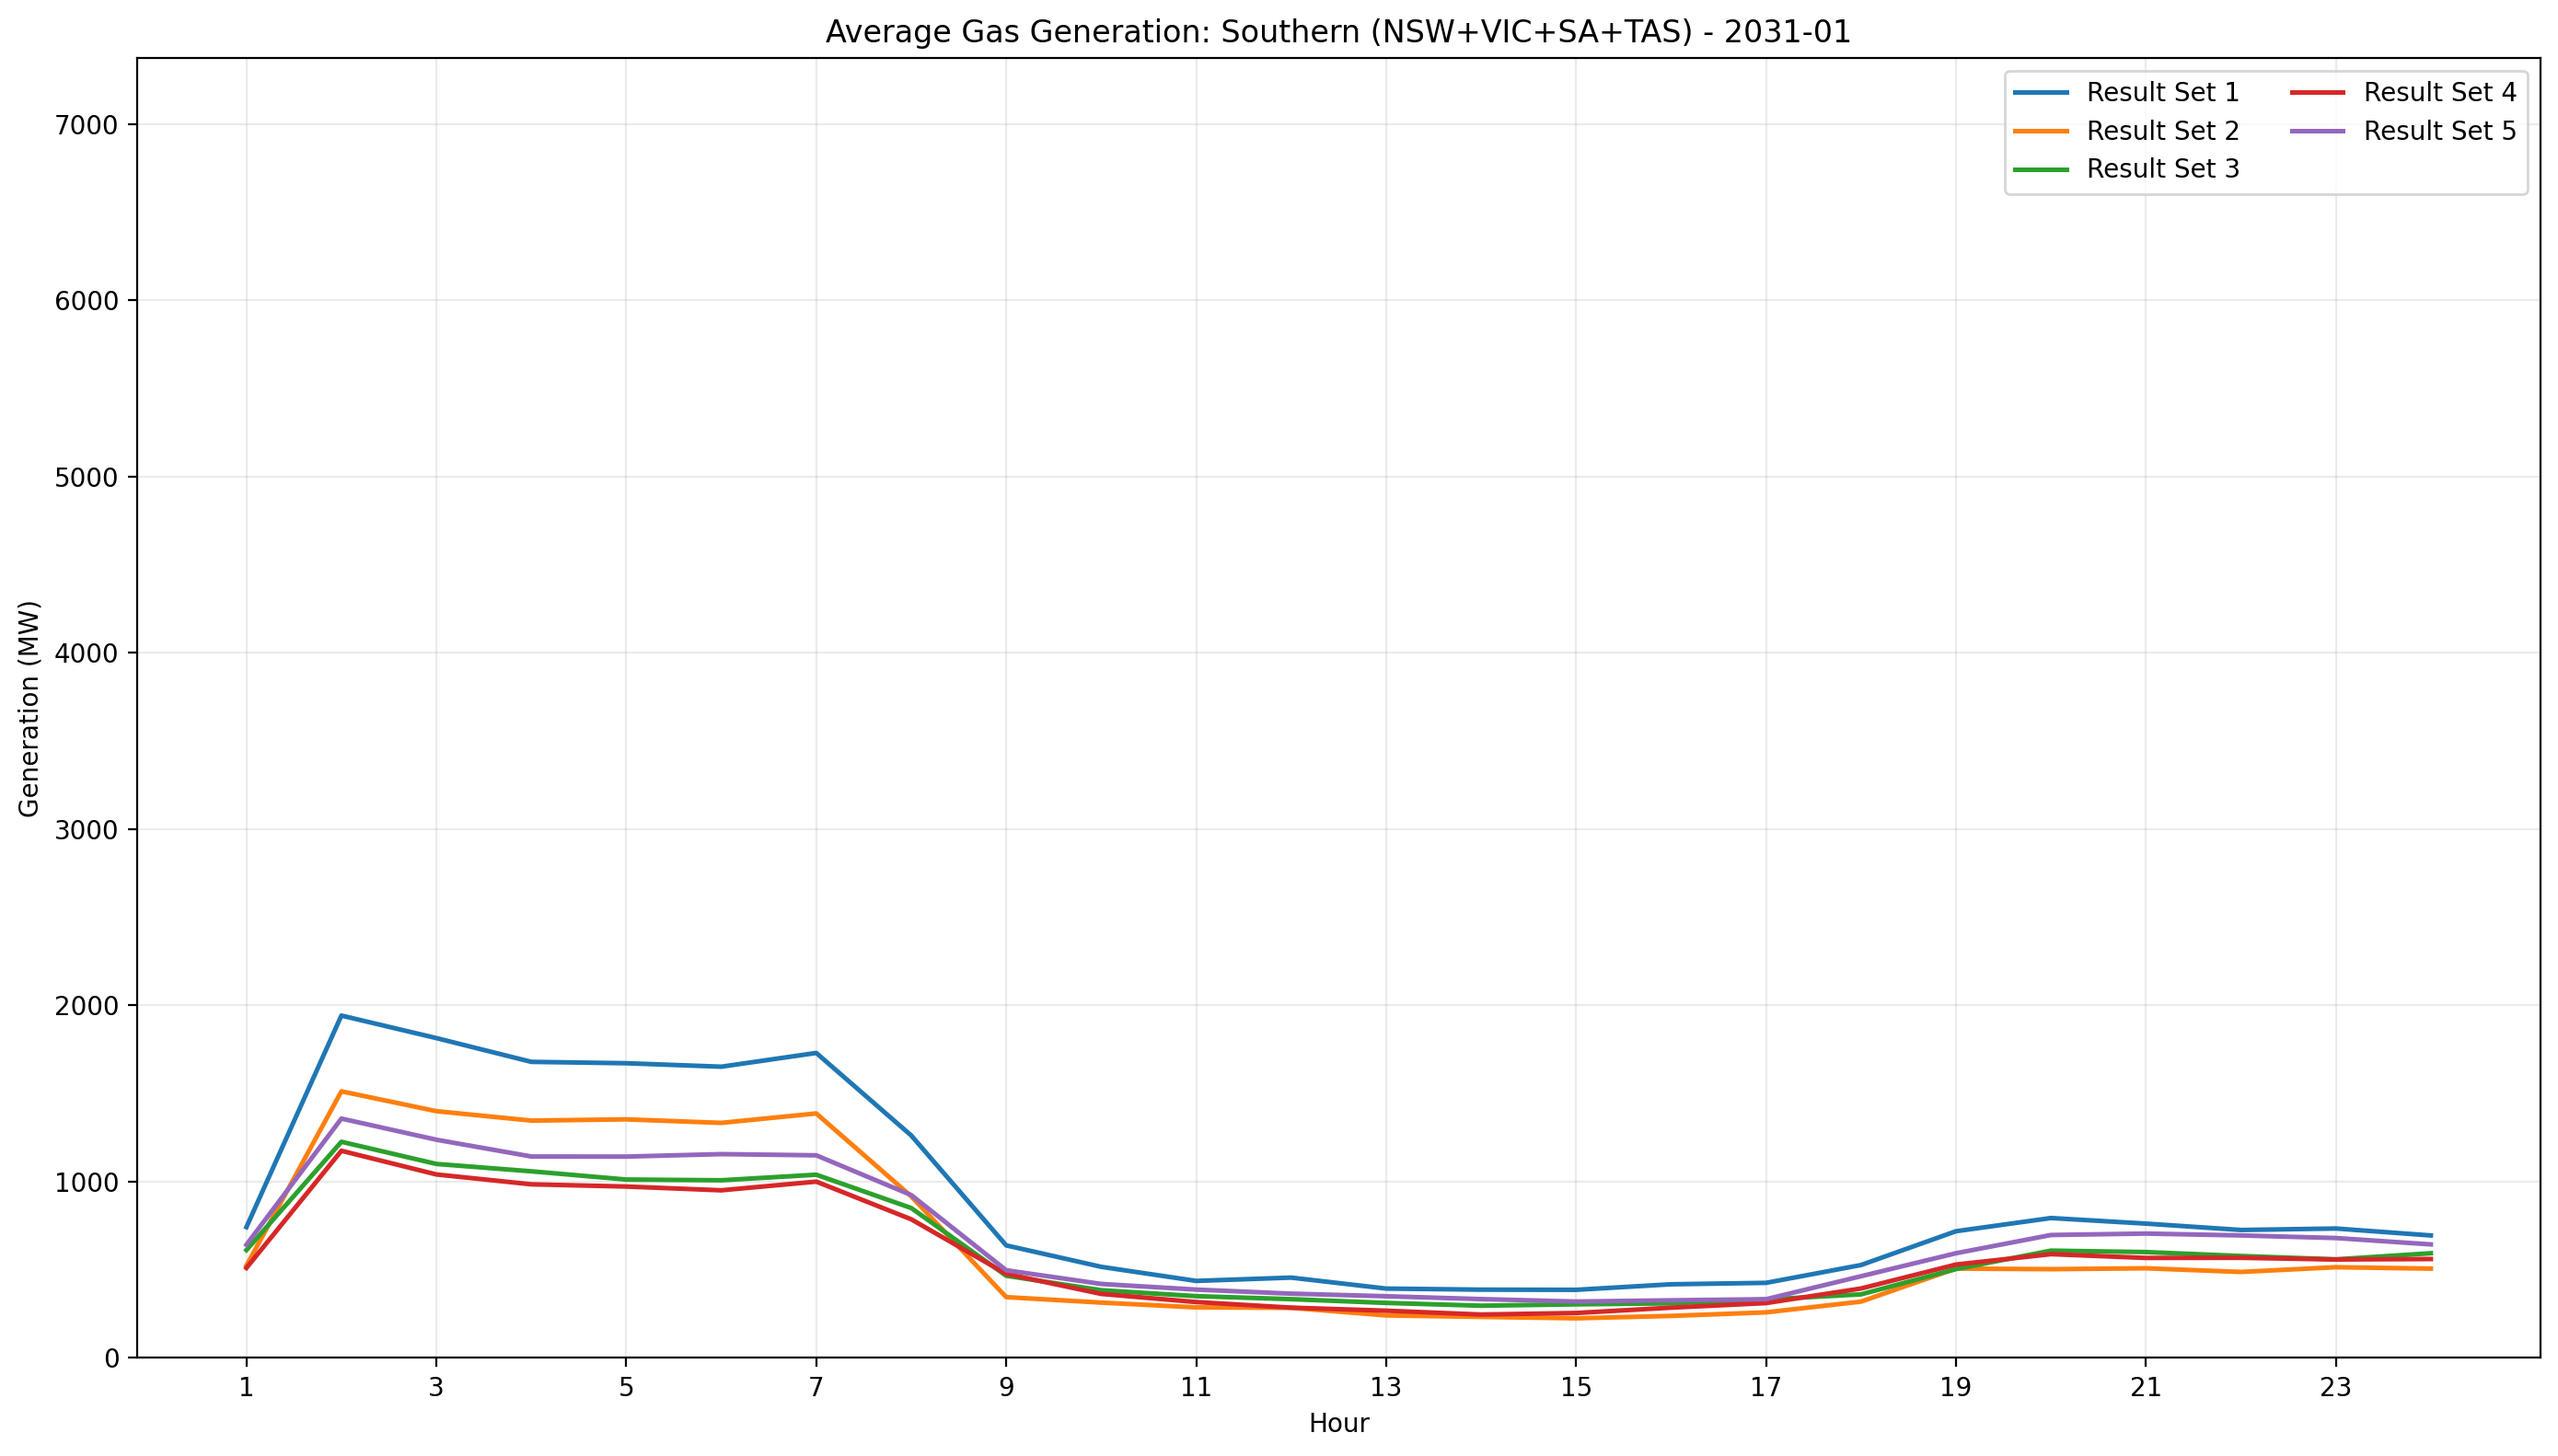 Average Gas Generation: Southern (NSW+VIC+SA+TAS) - 2031-01
Result Set 1
Result Set 2
Result Set 3
Result Set 4
Result Set 5
Generation (MW)
7000
6000
5000
4000
3000
2000
1000
0
1 3 5 7 9 11 13 15 17 19 21 23
Hour